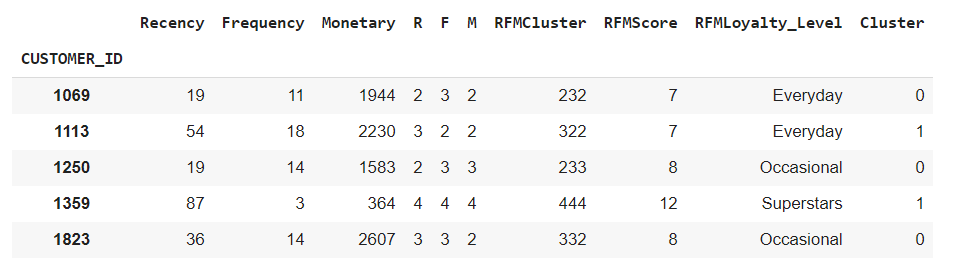 Recency Frequency Monetary R F M RFMCluster RFMScore RFMLoyalty_Level Cluster
CUSTOMER_ID
1069 19 11 1944 2 3 2 232 7 Everyday 0
1113 54 18 2230 3 2 2 322 7 Everyday 1
1250 19 14 1583 2 3 3 233 8 Occasional 0
1359 87 3 364 4 4 4 444 12 Superstars 1
1823 36 14 2607 3 3 2 332 8 Occasional 0